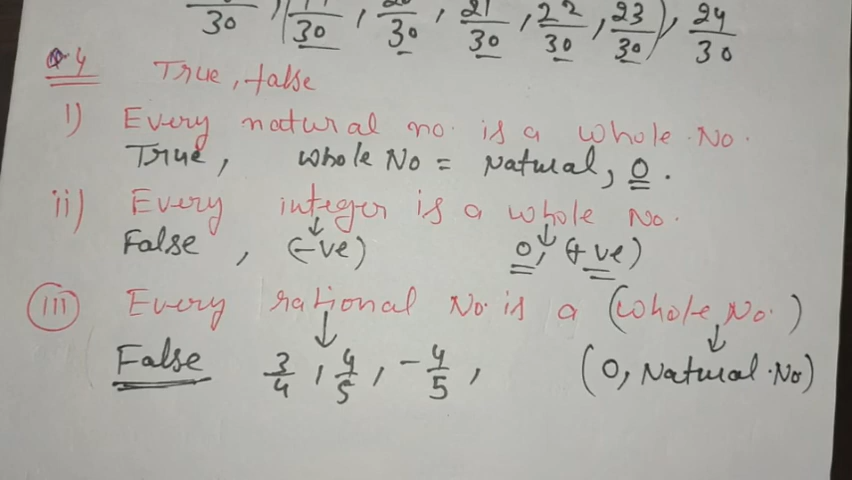 30 , 30 , 30 , 21/30 , 22/30 , 23/30 ) , 24/30
Q4 True, false
i) Every natural no. is a whole. No.
True, whole No = Natural, 0.
ii) Every integer is a whole No.
False , (-ve) 0, (+ve)
(iii) Every rational No. is a (whole No.)
False 3/4 , 4/5 , -4/5 , (0, Natural.No)